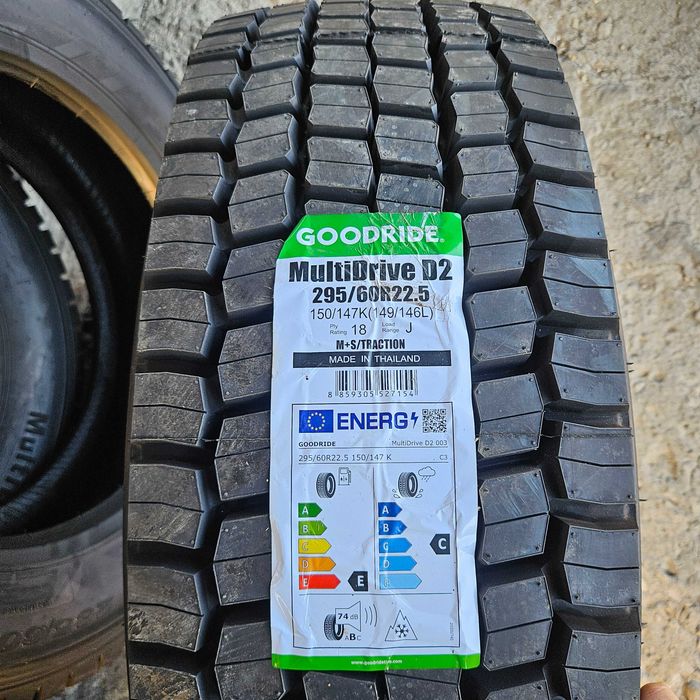 GOODRIDE®
MultiDrive D2
295/60R22.5
150/147K(149/146L)
Ply Rating 18 Load Range J
M+S/TRACTION
MADE IN THAILAND
8 859305 527154
ENERG
GOODRIDE MultiDrive D2 003
295/60R22.5 150/147 K C3
A A
B B
C C C
D D
E E E
74 dB
ABC
www.goodridetire.com
Multi